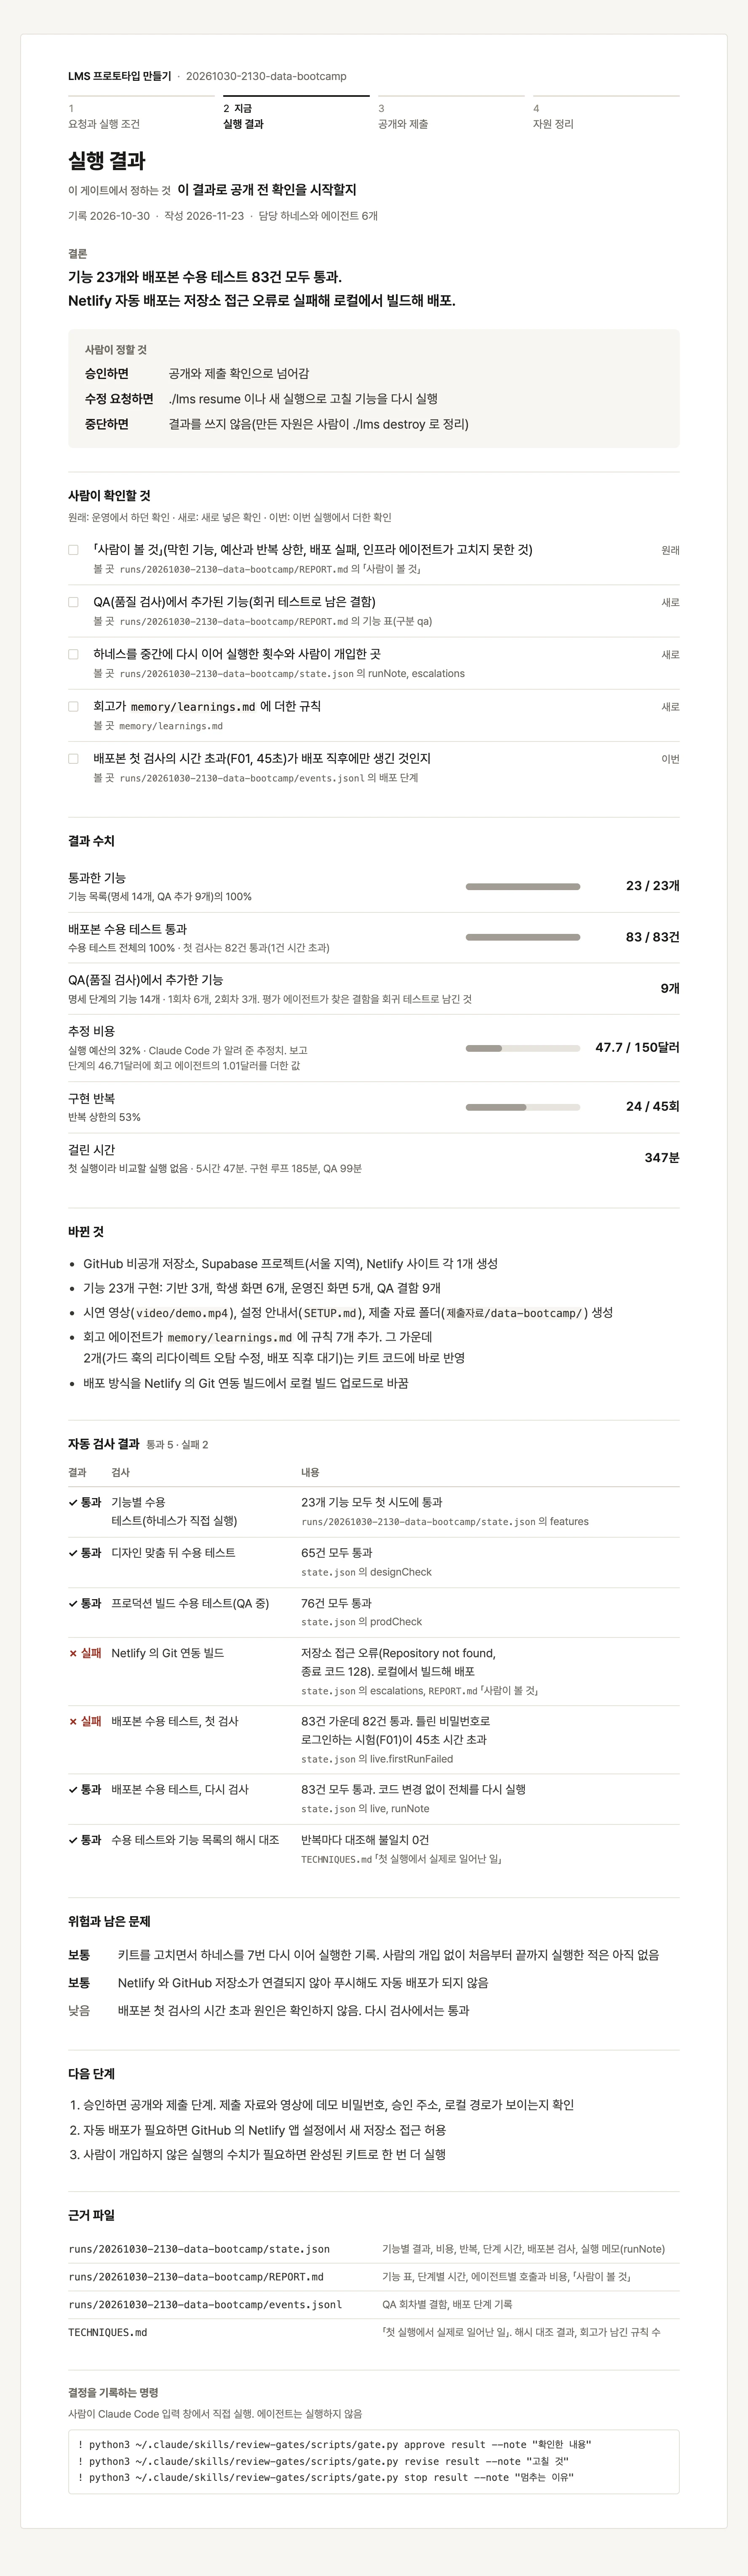 LMS 프로토타입 만들기 · 20261030-2130-data-bootcamp
1
요청과 실행 조건
2 지금
실행 결과
3
공개와 제출
4
자원 정리
실행 결과
이 게이트에서 정하는 것 이 결과로 공개 전 확인을 시작할지
기록 2026-10-30 · 작성 2026-11-23 · 담당 하네스와 에이전트 6개
결론
기능 23개와 배포본 수용 테스트 83건 모두 통과.
Netlify 자동 배포는 저장소 접근 오류로 실패해 로컬에서 빌드해 배포.
사람이 정할 것
승인하면 공개와 제출 확인으로 넘어감
수정 요청하면 ./lms resume 이나 새 실행으로 고칠 기능을 다시 실행
중단하면 결과를 쓰지 않음(만든 자원은 사람이 ./lms destroy 로 정리)
사람이 확인할 것
원래: 운영에서 하던 확인 · 새로: 새로 넣은 확인 · 이번: 이번 실행에서 더한 확인
「사람이 볼 것」(막힌 기능, 예산과 반복 상한, 배포 실패, 인프라 에이전트가 고치지 못한 것) 원래
볼 곳 runs/20261030-2130-data-bootcamp/REPORT.md 의 「사람이 볼 것」
QA(품질 검사)에서 추가된 기능(회귀 테스트로 남은 결함) 새로
볼 곳 runs/20261030-2130-data-bootcamp/REPORT.md 의 기능 표(구분 qa)
하네스를 중간에 다시 이어 실행한 횟수와 사람이 개입한 곳 새로
볼 곳 runs/20261030-2130-data-bootcamp/state.json 의 runNote, escalations
회고가 memory/learnings.md 에 더한 규칙 새로
볼 곳 memory/learnings.md
배포본 첫 검사의 시간 초과(F01, 45초)가 배포 직후에만 생긴 것인지 이번
볼 곳 runs/20261030-2130-data-bootcamp/events.jsonl 의 배포 단계
결과 수치
통과한 기능 23 / 23개
기능 목록(명세 14개, QA 추가 9개)의 100%
배포본 수용 테스트 통과 83 / 83건
수용 테스트 전체의 100% · 첫 검사는 82건 통과(1건 시간 초과)
QA(품질 검사)에서 추가한 기능 9개
명세 단계의 기능 14개 · 1회차 6개, 2회차 3개. 평가 에이전트가 찾은 결함을 회귀 테스트로 남긴 것
추정 비용 47.7 / 150달러
실행 예산의 32% · Claude Code 가 알려 준 추정치. 보고
단계의 46.71달러에 회고 에이전트의 1.01달러를 더한 값
구현 반복 24 / 45회
반복 상한의 53%
걸린 시간 347분
첫 실행이라 비교할 실행 없음 · 5시간 47분. 구현 루프 185분, QA 99분
바뀐 것
• GitHub 비공개 저장소, Supabase 프로젝트(서울 지역), Netlify 사이트 각 1개 생성
• 기능 23개 구현: 기반 3개, 학생 화면 6개, 운영진 화면 5개, QA 결함 9개
• 시연 영상(video/demo.mp4), 설정 안내서(SETUP.md), 제출 자료 폴더(제출자료/data-bootcamp/) 생성
• 회고 에이전트가 memory/learnings.md 에 규칙 7개 추가. 그 가운데
2개(가드 훅의 리다이렉트 오탐 수정, 배포 직후 대기)는 키트 코드에 바로 반영
• 배포 방식을 Netlify 의 Git 연동 빌드에서 로컬 빌드 업로드로 바꿈
자동 검사 결과 통과 5 · 실패 2
결과 검사 내용
✓ 통과 기능별 수용
테스트(하네스가 직접 실행)
23개 기능 모두 첫 시도에 통과
runs/20261030-2130-data-bootcamp/state.json 의 features
✓ 통과 디자인 맞춤 뒤 수용 테스트 65건 모두 통과
state.json 의 designCheck
✓ 통과 프로덕션 빌드 수용 테스트(QA 중) 76건 모두 통과
state.json 의 prodCheck
× 실패 Netlify 의 Git 연동 빌드 저장소 접근 오류(Repository not found,
종료 코드 128). 로컬에서 빌드해 배포
state.json 의 escalations, REPORT.md 「사람이 볼 것」
× 실패 배포본 수용 테스트, 첫 검사 83건 가운데 82건 통과. 틀린 비밀번호로
로그인하는 시험(F01)이 45초 시간 초과
state.json 의 live.firstRunFailed
✓ 통과 배포본 수용 테스트, 다시 검사 83건 모두 통과. 코드 변경 없이 전체를 다시 실행
state.json 의 live, runNote
✓ 통과 수용 테스트와 기능 목록의 해시 대조 반복마다 대조해 불일치 0건
TECHNIQUES.md 「첫 실행에서 실제로 일어난 일」
위험과 남은 문제
보통 키트를 고치면서 하네스를 7번 다시 이어 실행한 기록. 사람의 개입 없이 처음부터 끝까지 실행한 적은 아직 없음
보통 Netlify 와 GitHub 저장소가 연결되지 않아 푸시해도 자동 배포가 되지 않음
낮음 배포본 첫 검사의 시간 초과 원인은 확인하지 않음. 다시 검사에서는 통과
다음 단계
1. 승인하면 공개와 제출 단계. 제출 자료와 영상에 데모 비밀번호, 승인 주소, 로컬 경로가 보이는지 확인
2. 자동 배포가 필요하면 GitHub 의 Netlify 앱 설정에서 새 저장소 접근 허용
3. 사람이 개입하지 않은 실행의 수치가 필요하면 완성된 키트로 한 번 더 실행
근거 파일
runs/20261030-2130-data-bootcamp/state.json 기능별 결과, 비용, 반복, 단계 시간, 배포본 검사, 실행 메모(runNote)
runs/20261030-2130-data-bootcamp/REPORT.md 기능 표, 단계별 시간, 에이전트별 호출과 비용, 「사람이 볼 것」
runs/20261030-2130-data-bootcamp/events.jsonl QA 회차별 결함, 배포 단계 기록
TECHNIQUES.md 「첫 실행에서 실제로 일어난 일」. 해시 대조 결과, 회고가 남긴 규칙 수
결정을 기록하는 명령
사람이 Claude Code 입력 창에서 직접 실행. 에이전트는 실행하지 않음
! python3 ~/.claude/skills/review-gates/scripts/gate.py approve result --note "확인한 내용"
! python3 ~/.claude/skills/review-gates/scripts/gate.py revise result --note "고칠 것"
! python3 ~/.claude/skills/review-gates/scripts/gate.py stop result --note "멈추는 이유"